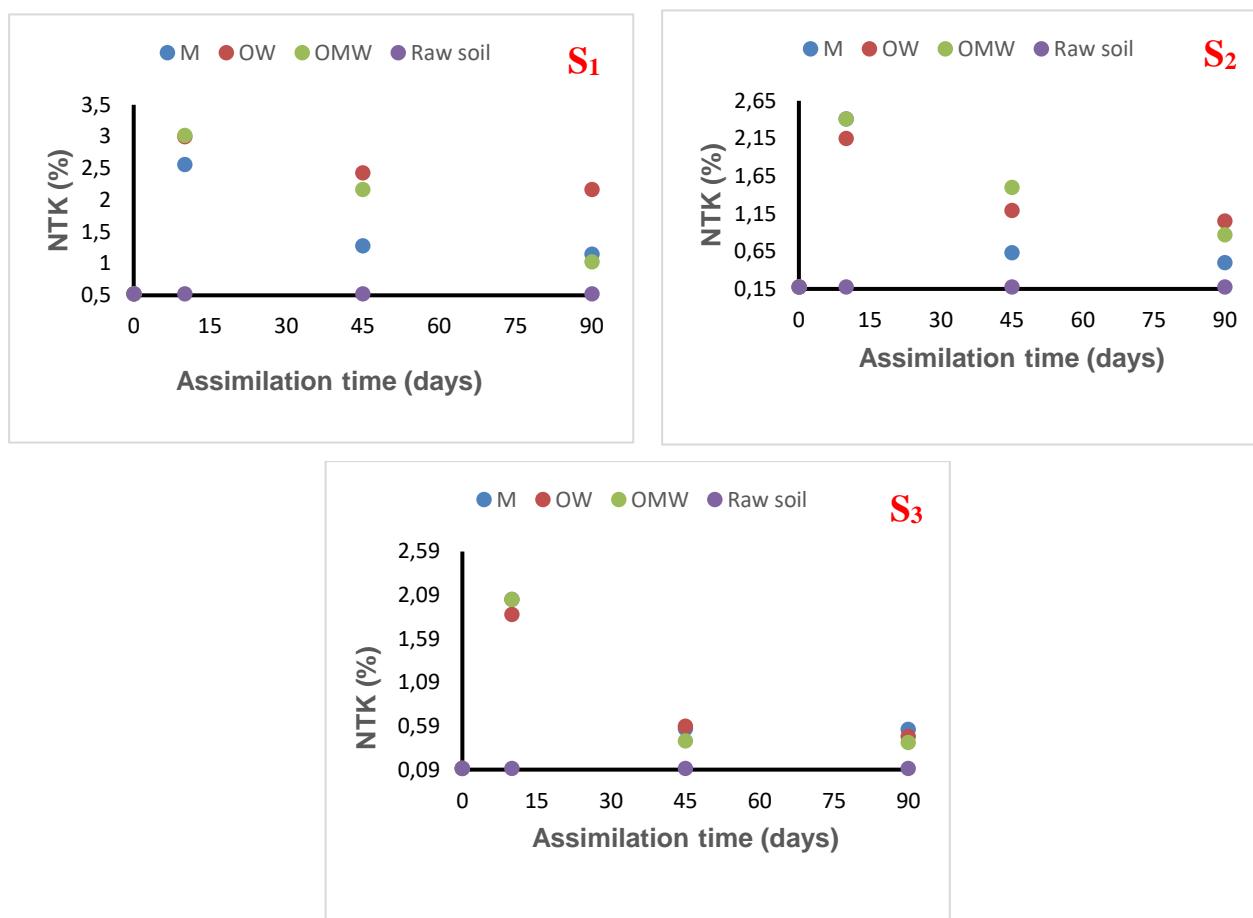 M OW OMW Raw soil
S₁
3,5
3
2,5
2
1,5
1
0,5
NTK (%)
0 15 30 45 60 75 90
Assimilation time (days)
M OW OMW Raw soil
S₂
2,65
2,15
1,65
1,15
0,65
0,15
NTK (%)
0 15 30 45 60 75 90
Assimilation time (days)
M OW OMW Raw soil
S₃
2,59
2,09
1,59
1,09
0,59
0,09
NTK (%)
0 15 30 45 60 75 90
Assimilation time (days)